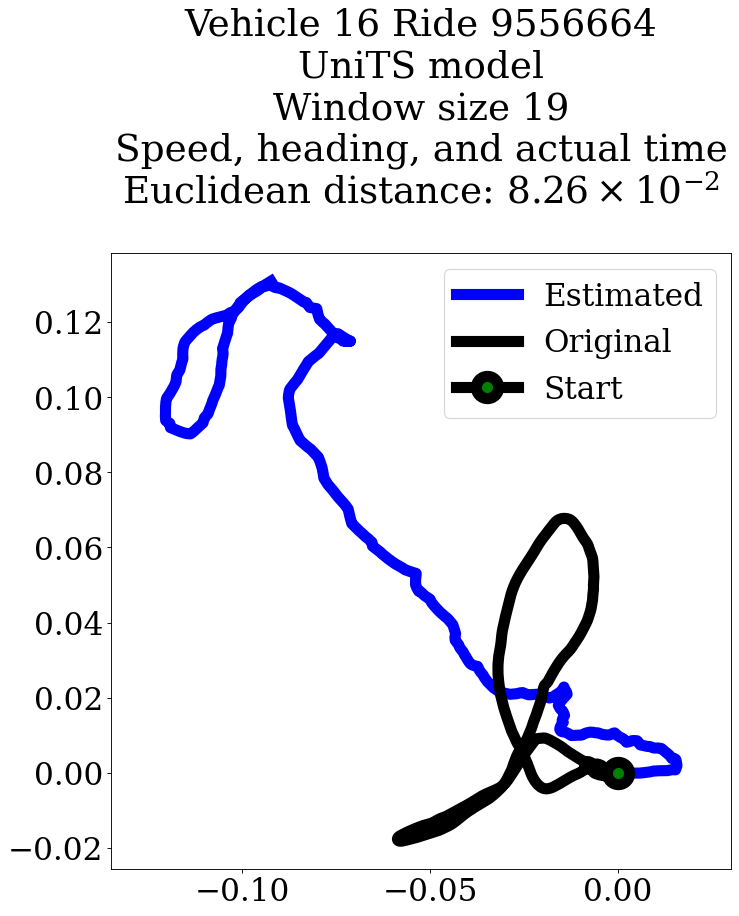 Vehicle 16 Ride 9556664
UniTS model
Window size 19
Speed, heading, and actual time
Euclidean distance: 8.26 × 10⁻²
Estimated
Original
Start
0.12
0.10
0.08
0.06
0.04
0.02
0.00
−0.02
−0.10
−0.05
0.00